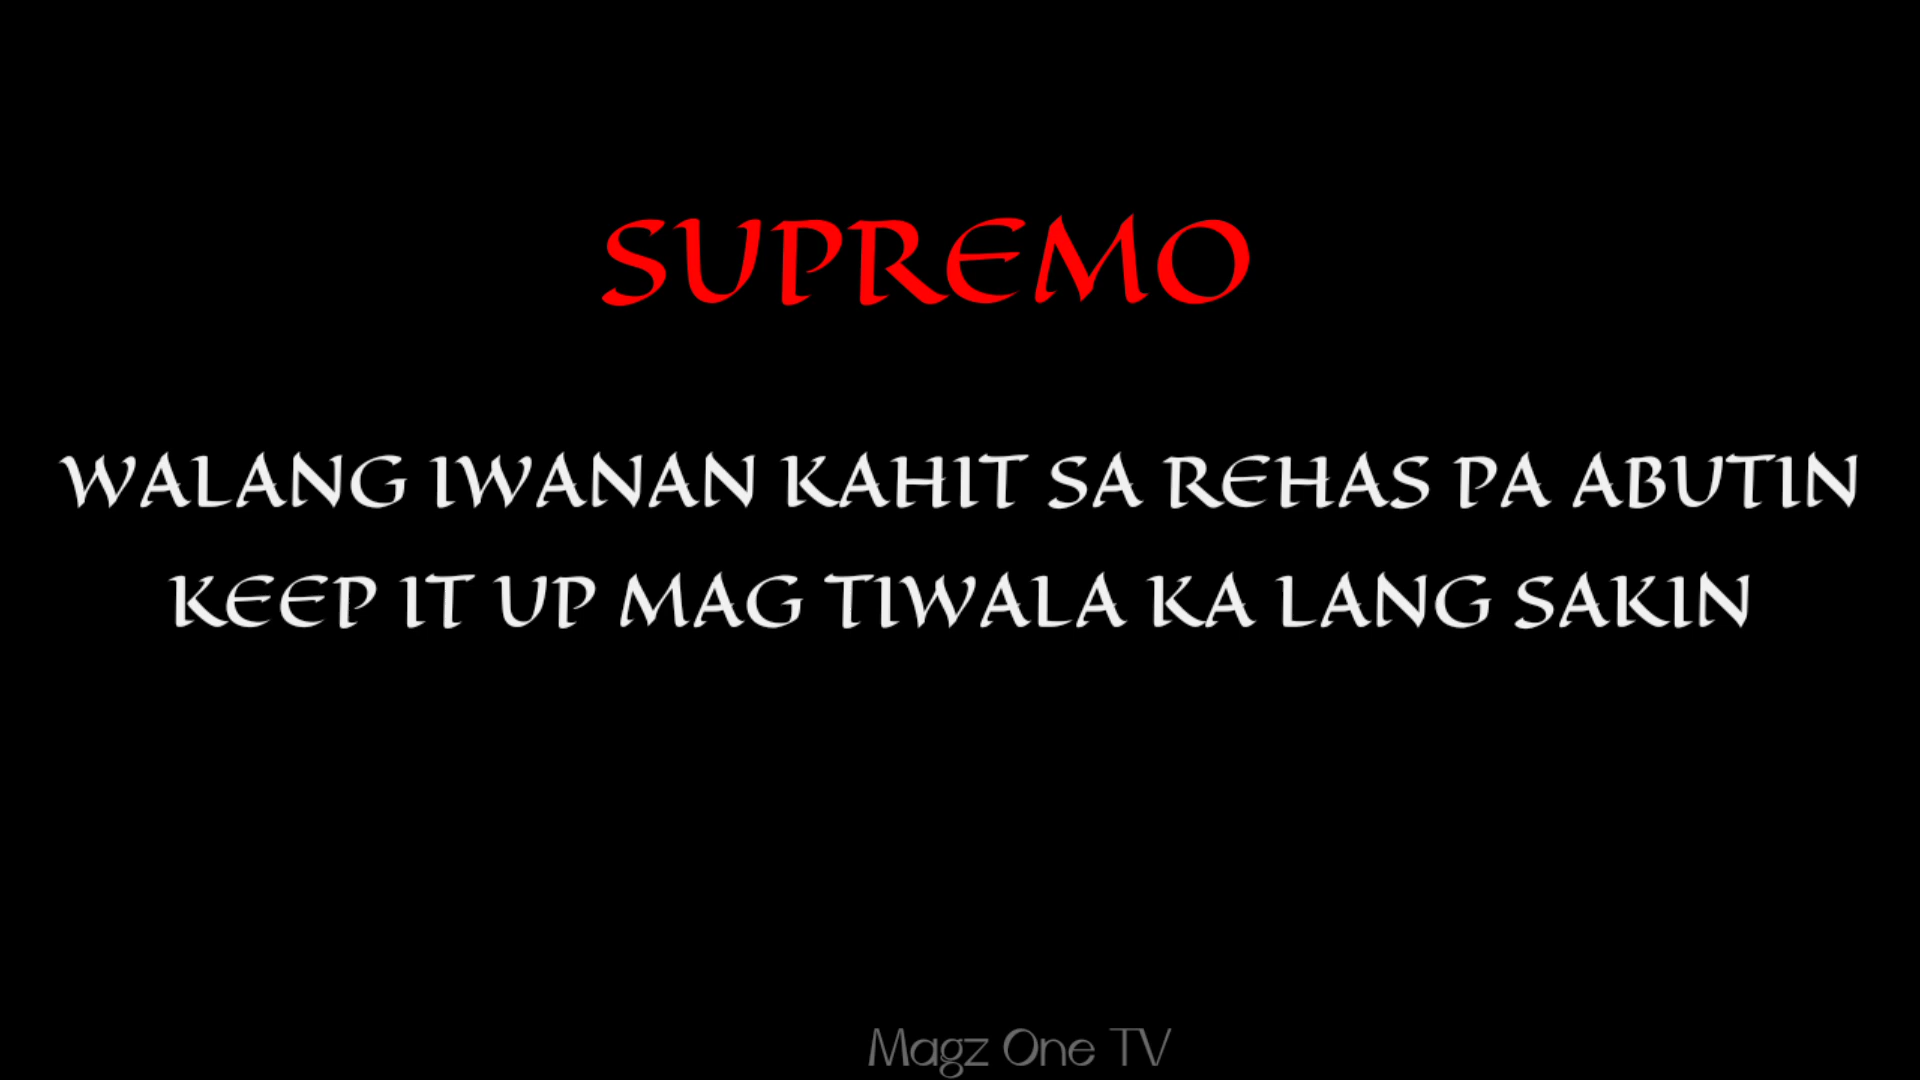 SUPREMO
WALANG IWANAN KAHIT SA REHAS PA ABUTIN
KEEP IT UP MAG TIWALA KA LANG SAKIN
Magz One TV